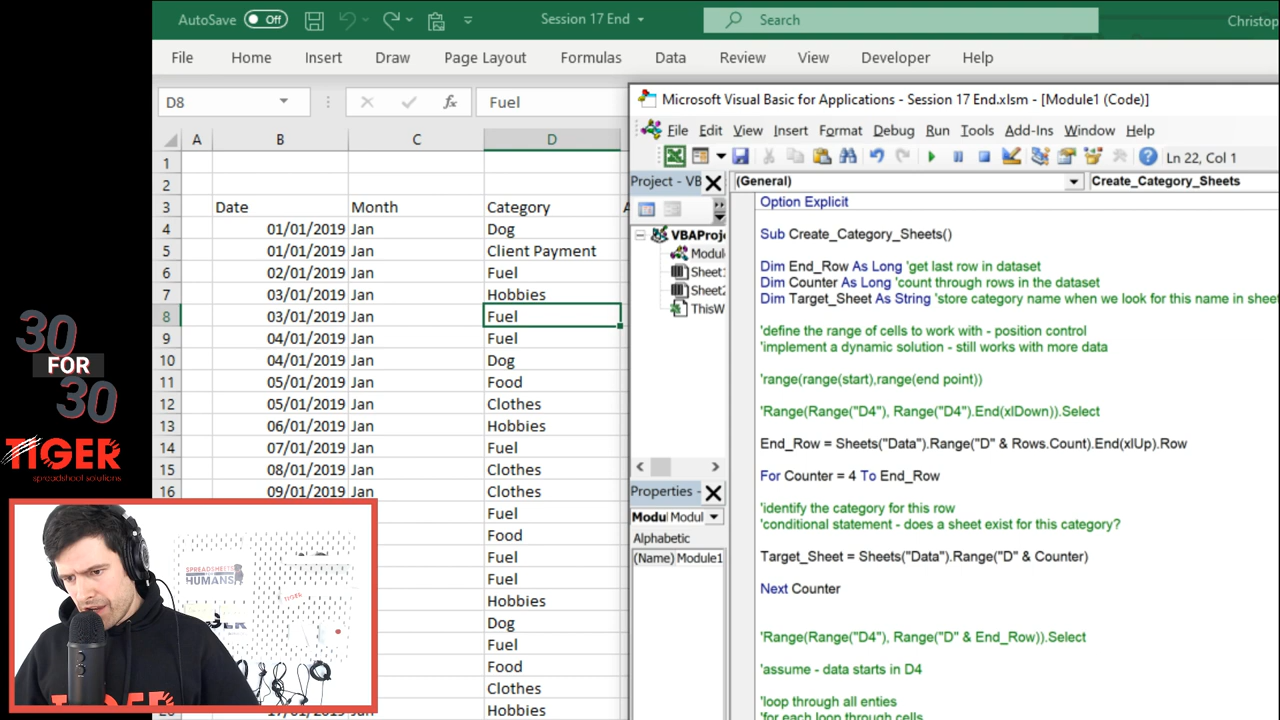 AutoSave Off Session 17 End Search Christop
File Home Insert Draw Page Layout Formulas Data Review View Developer Help
D8 fx Fuel
A B C D
1
2
3 Date Month Category
4 01/01/2019 Jan Dog
5 01/01/2019 Jan Client Payment
6 02/01/2019 Jan Fuel
7 03/01/2019 Jan Hobbies
8 03/01/2019 Jan Fuel
9 04/01/2019 Jan Fuel
10 04/01/2019 Jan Dog
11 05/01/2019 Jan Food
12 05/01/2019 Jan Clothes
13 06/01/2019 Jan Hobbies
14 07/01/2019 Jan Fuel
15 08/01/2019 Jan Clothes
16 09/01/2019 Jan Clothes
Fuel
Food
Fuel
Fuel
Hobbies
Dog
Fuel
Food
Clothes
Hobbies
Microsoft Visual Basic for Applications - Session 17 End.xlsm - [Module1 (Code)]
File Edit View Insert Format Debug Run Tools Add-Ins Window Help
Ln 22, Col 1
Project - VB
VBAProj
Modul
Sheet1
Sheet2
ThisW
Properties -
Modul Modul
Alphabetic
(Name) Module1
(General) Create_Category_Sheets
Option Explicit
Sub Create_Category_Sheets()
Dim End_Row As Long 'get last row in dataset
Dim Counter As Long 'count through rows in the dataset
Dim Target_Sheet As String 'store category name when we look for this name in sheet
'define the range of cells to work with - position control
'implement a dynamic solution - still works with more data
'range(range(start),range(end point))
'Range(Range("D4"), Range("D4").End(xlDown)).Select
End_Row = Sheets("Data").Range("D" & Rows.Count).End(xlUp).Row
For Counter = 4 To End_Row
'identify the category for this row
'conditional statement - does a sheet exist for this category?
Target_Sheet = Sheets("Data").Range("D" & Counter)
Next Counter
'Range(Range("D4"), Range("D" & End_Row)).Select
'assume - data starts in D4
'loop through all enties
'for each loop through cells
30
FOR
30
TIGER
spreadsheet solutions
SPREADSHEETS
HUMANS
TIGER